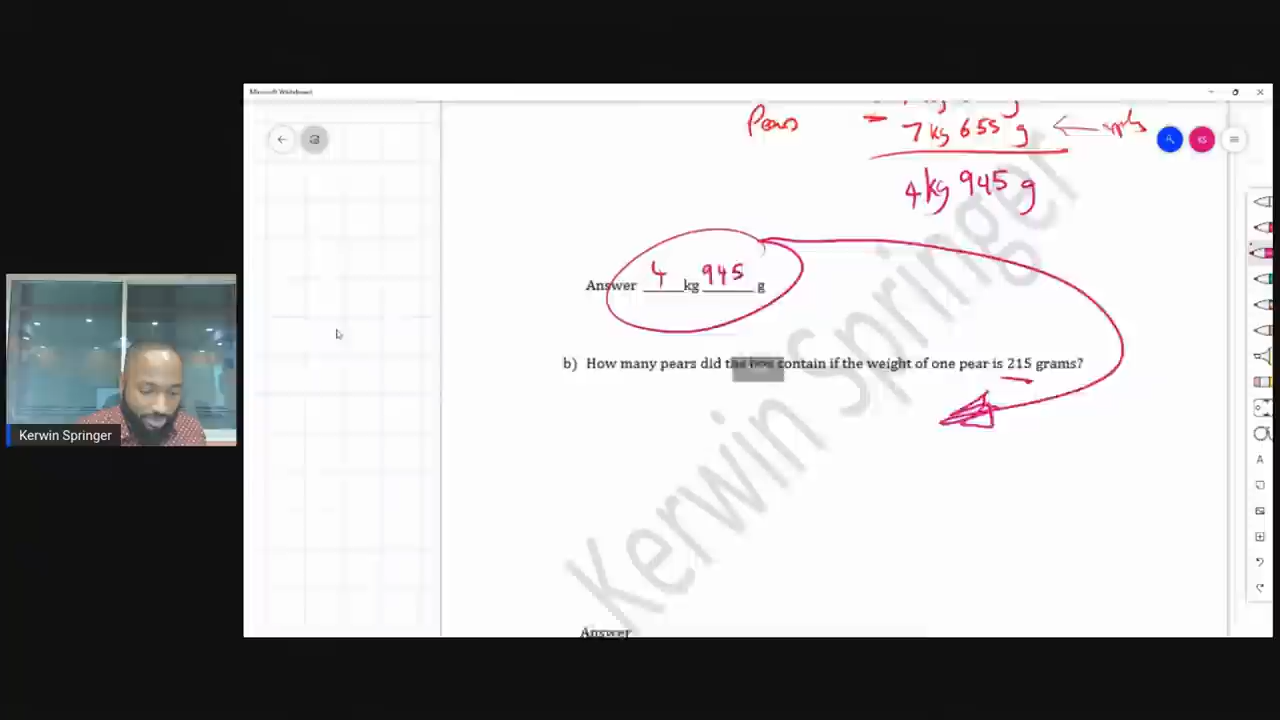 Microsoft Whiteboard
Pears - 7 kg 655 g ←
4 kg 945 g
Answer 4 kg 945 g
b) How many pears did the box contain if the weight of one pear is 215 grams?
Kerwin Springer
KS
A
Kerwin Springer
Answer